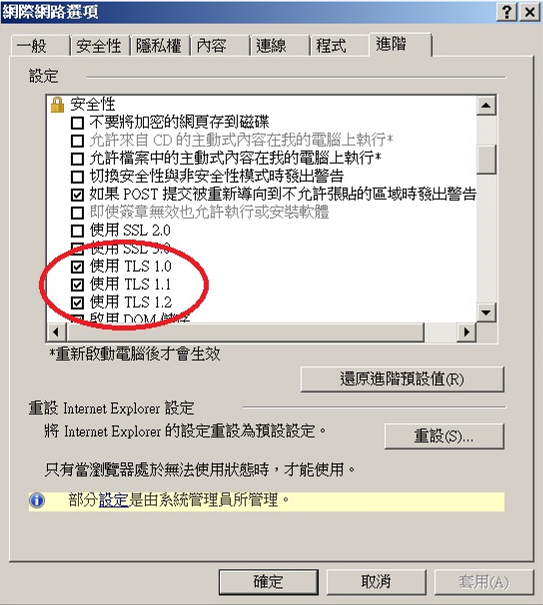 網際網路選項
一般 安全性 隱私權 內容 連線 程式 進階
設定
安全性
不要將加密的網頁存到磁碟
允許來自 CD 的主動式內容在我的電腦上執行*
允許檔案中的主動式內容在我的電腦上執行*
切換安全性與非安全性模式時發出警告
如果 POST 提交被重新導向到不允許張貼的區域時發出警告
即使簽章無效也允許執行或安裝軟體
使用 SSL 2.0
使用 SSL 3.0
使用 TLS 1.0
使用 TLS 1.1
使用 TLS 1.2
啟用 DOM 儲存
*重新啟動電腦後才會生效
還原進階預設值(R)
重設 Internet Explorer 設定
將 Internet Explorer 的設定重設為預設設定。
重設(S)...
只有當瀏覽器處於無法使用狀態時，才能使用。
部分設定是由系統管理員所管理。
確定 取消 套用(A)